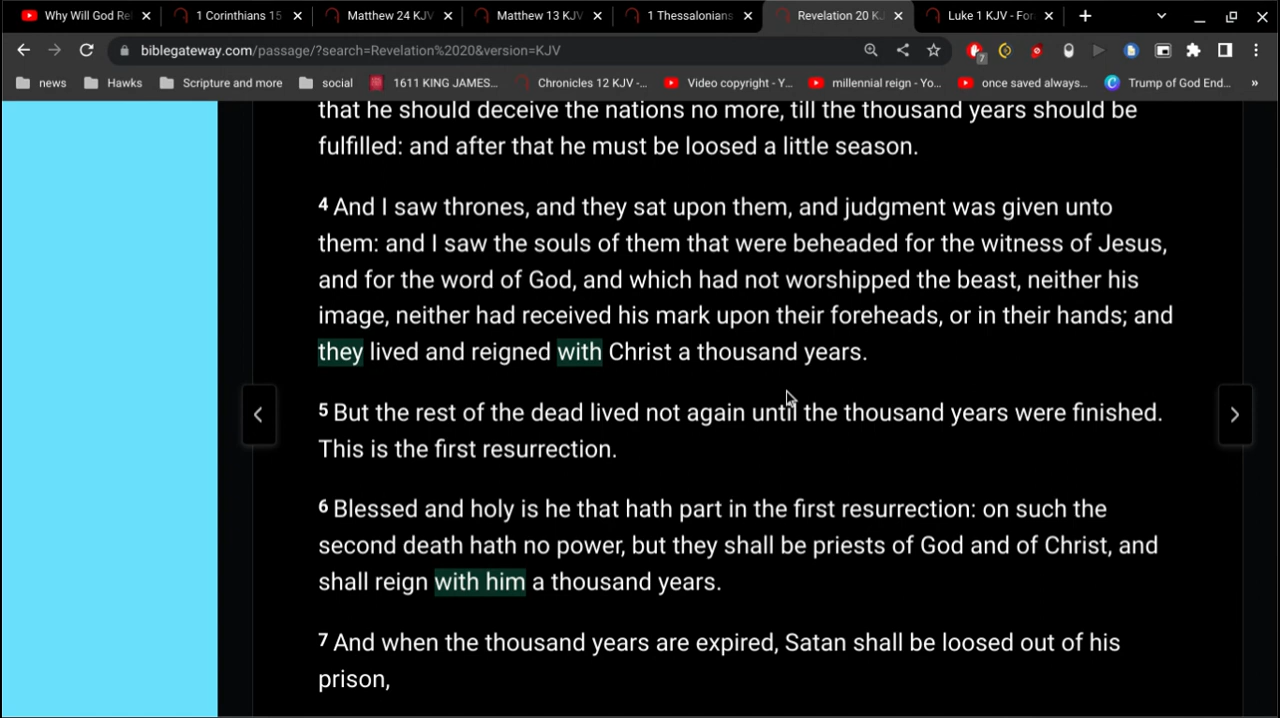 Why Will God Re
1 Corinthians 15
Matthew 24 KJV
Matthew 13 KJV
1 Thessalonians
Revelation 20 KJ
Luke 1 KJV - For
biblegateway.com/passage/?search=Revelation%2020&version=KJV
7
news
Hawks
Scripture and more
social
1611 KING JAMES...
Chronicles 12 KJV -...
Video copyright - Y...
millennial reign - Yo...
once saved always...
Trump of God End...
»
that he should deceive the nations no more, till the thousand years should be
fulfilled: and after that he must be loosed a little season.
4 And I saw thrones, and they sat upon them, and judgment was given unto
them: and I saw the souls of them that were beheaded for the witness of Jesus,
and for the word of God, and which had not worshipped the beast, neither his
image, neither had received his mark upon their foreheads, or in their hands; and
they lived and reigned with Christ a thousand years.
5 But the rest of the dead lived not again until the thousand years were finished.
This is the first resurrection.
6 Blessed and holy is he that hath part in the first resurrection: on such the
second death hath no power, but they shall be priests of God and of Christ, and
shall reign with him a thousand years.
7 And when the thousand years are expired, Satan shall be loosed out of his
prison,